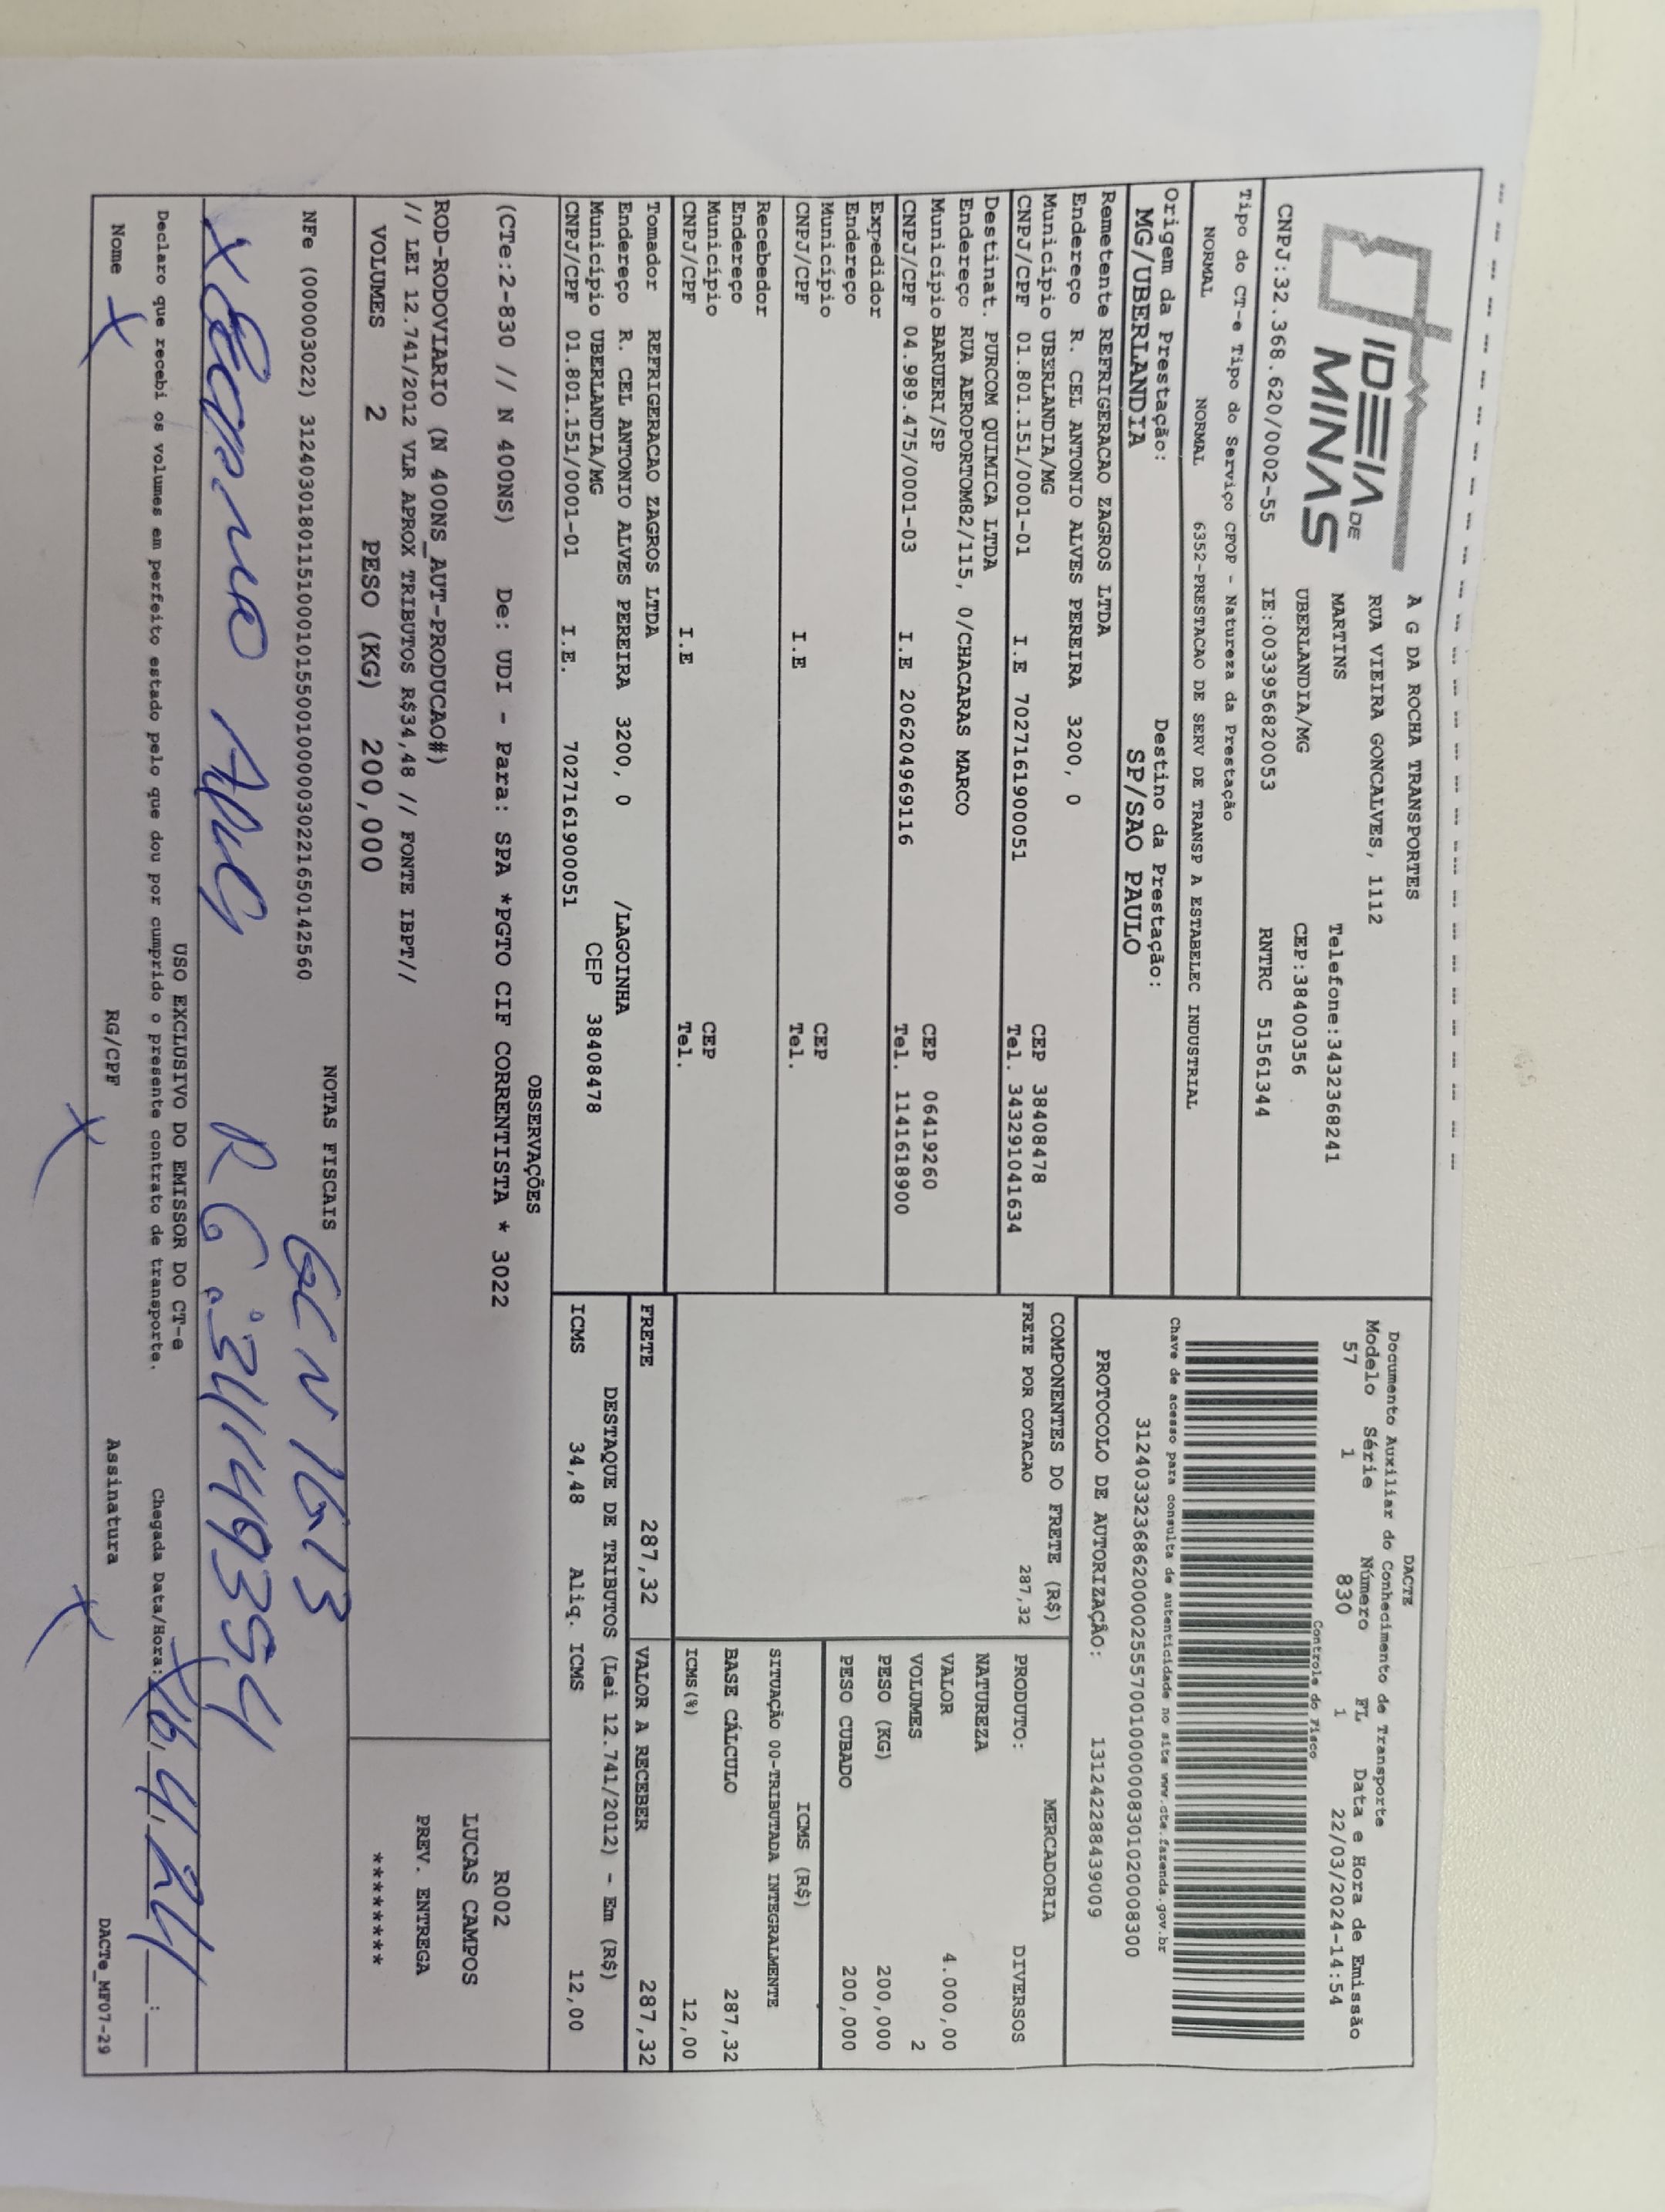 IDEIA DE
MINAS
A G DA ROCHA TRANSPORTES
RUA VIEIRA GONCALVES, 1112
MARTINS Telefone:3432368241
UBERLANDIA/MG CEP:38400356
CNPJ:32.368.620/0002-55 IE:0033956820053 RNTRC 51561344
Tipo do CT-e Tipo do Serviço CFOP - Natureza da Prestação
NORMAL NORMAL 6352-PRESTACAO DE SERV DE TRANSP A ESTABELEC INDUSTRIAL
Origem da Prestação: Destino da Prestação:
MG/UBERLANDIA SP/SAO PAULO
Remetente REFRIGERACAO ZAGROS LTDA
Endereço R. CEL ANTONIO ALVES PEREIRA 3200, 0
Município UBERLANDIA/MG CEP 38408478
CNPJ/CPF 01.801.151/0001-01 I.E 7027161900051 Tel. 343291041634
Destinat. PURCOM QUIMICA LTDA
Endereço RUA AEROPORTOM82/115, 0/CHACARAS MARCO
Município BARUERI/SP CEP 06419260
CNPJ/CPF 04.989.475/0001-03 I.E 206204969116 Tel. 1141618900
Expedidor
Endereço
Município CEP
CNPJ/CPF I.E Tel.
Recebedor
Endereço
Município CEP
CNPJ/CPF I.E Tel.
Tomador REFRIGERACAO ZAGROS LTDA
Endereço R. CEL ANTONIO ALVES PEREIRA 3200, 0 /LAGOINHA
Município UBERLANDIA/MG CEP 38408478
CNPJ/CPF 01.801.151/0001-01 I.E. 7027161900051
DACTE
Documento Auxiliar do Conhecimento de Transporte
Modelo Série Número FL Data e Hora de Emissão
57 1 830 1 22/03/2024-14:54
Controle do Fisco
Chave de acesso para consulta de autenticidade no site www.cte.fazenda.gov.br
31240332368620000255570010000008301020008300
PROTOCOLO DE AUTORIZAÇÃO: 131242288439009
COMPONENTES DO FRETE (R$)
FRETE POR COTACAO 287,32
MERCADORIA
PRODUTO: DIVERSOS
NATUREZA
VALOR 4.000,00
VOLUMES 2
PESO (KG) 200,000
PESO CUBADO 200,000
ICMS (R$)
SITUAÇÃO 00-TRIBUTADA INTEGRALMENTE
BASE CÁLCULO 287,32
ICMS(%) 12,00
FRETE 287,32 VALOR A RECEBER 287,32
DESTAQUE DE TRIBUTOS (Lei 12.741/2012) - Em (R$)
ICMS 34,48 Aliq. ICMS 12,00
OBSERVAÇÕES
(CTe:2-830 // N 400NS) De: UDI - Para: SPA *PGTO CIF CORRENTISTA * 3022
ROD-RODOVIARIO (N 400NS_AUT-PRODUCAO#)
// LEI 12.741/2012 VLR APROX TRIBUTOS R$34,48 // FONTE IBPT//
VOLUMES 2 PESO (KG) 200,000
R002
LUCAS CAMPOS
PREV. ENTREGA
********
NOTAS FISCAIS
NFe (000003022) 31240301801151000101550010000030221650142560
GCN 1613
X RG:341149354
USO EXCLUSIVO DO EMISSOR DO CT-e
Declaro que recebi os volumes em perfeito estado pelo que dou por cumprido o presente contrato de transporte. Chegada Data/Hora: X 16/4/24 :
Nome X RG/CPF X Assinatura X
DACTe_MF07-29